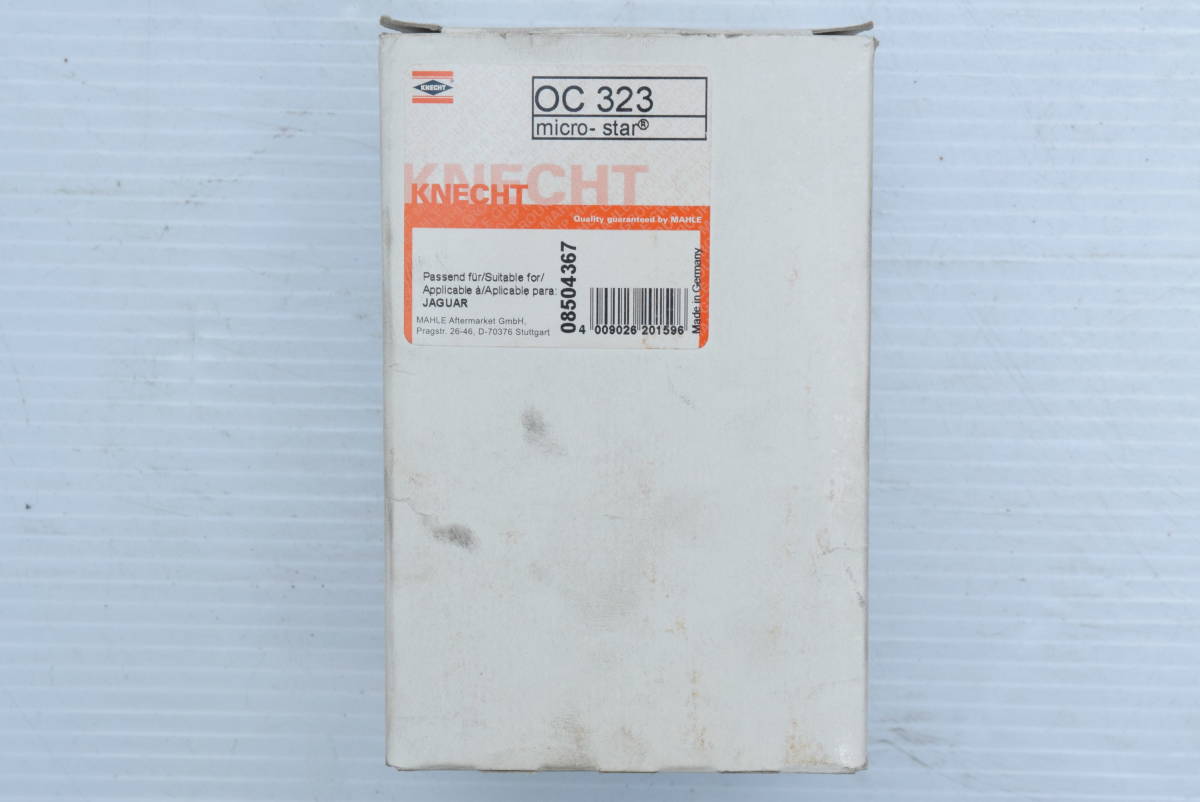 KNECHT
OC 323
micro- star®
KNECHT
KNECHT
Quality guaranteed by MAHLE
Passend für/Suitable for/
Applicable à/Aplicable para:
JAGUAR
MAHLE Aftermarket GmbH,
Pragstr. 26-46, D-70376 Stuttgart
08504367
4 009026 201596
Made in Germany